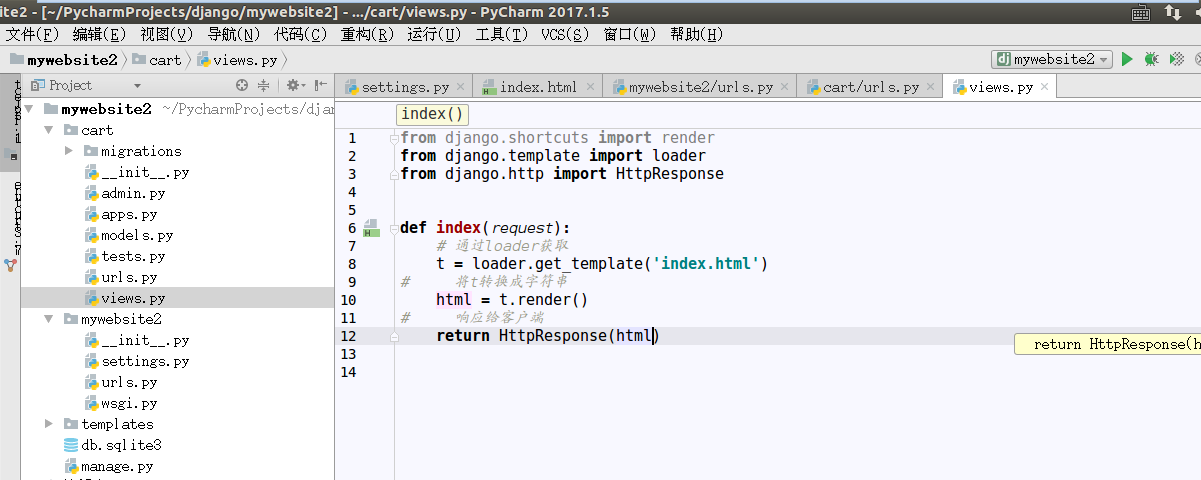 ite2 - [~/PycharmProjects/django/mywebsite2] - .../cart/views.py - PyCharm 2017.1.5
文件(F) 编辑(E) 视图(V) 导航(N) 代码(C) 重构(R) 运行(U) 工具(T) VCS(S) 窗口(W) 帮助(H)
mywebsite2 cart views.py mywebsite2
Project
settings.py index.html mywebsite2/urls.py cart/urls.py views.py
mywebsite2 ~/PycharmProjects/djan
cart
migrations
__init__.py
admin.py
apps.py
models.py
tests.py
urls.py
views.py
mywebsite2
__init__.py
settings.py
urls.py
wsgi.py
templates
db.sqlite3
manage.py
index()
1 from django.shortcuts import render
2 from django.template import loader
3 from django.http import HttpResponse
4
5
6 def index(request):
7 # 通过loader获取
8 t = loader.get_template('index.html')
9 # 将t转换成字符串
10 html = t.render()
11 # 响应给客户端
12 return HttpResponse(html)
13
14
return HttpResponse(h